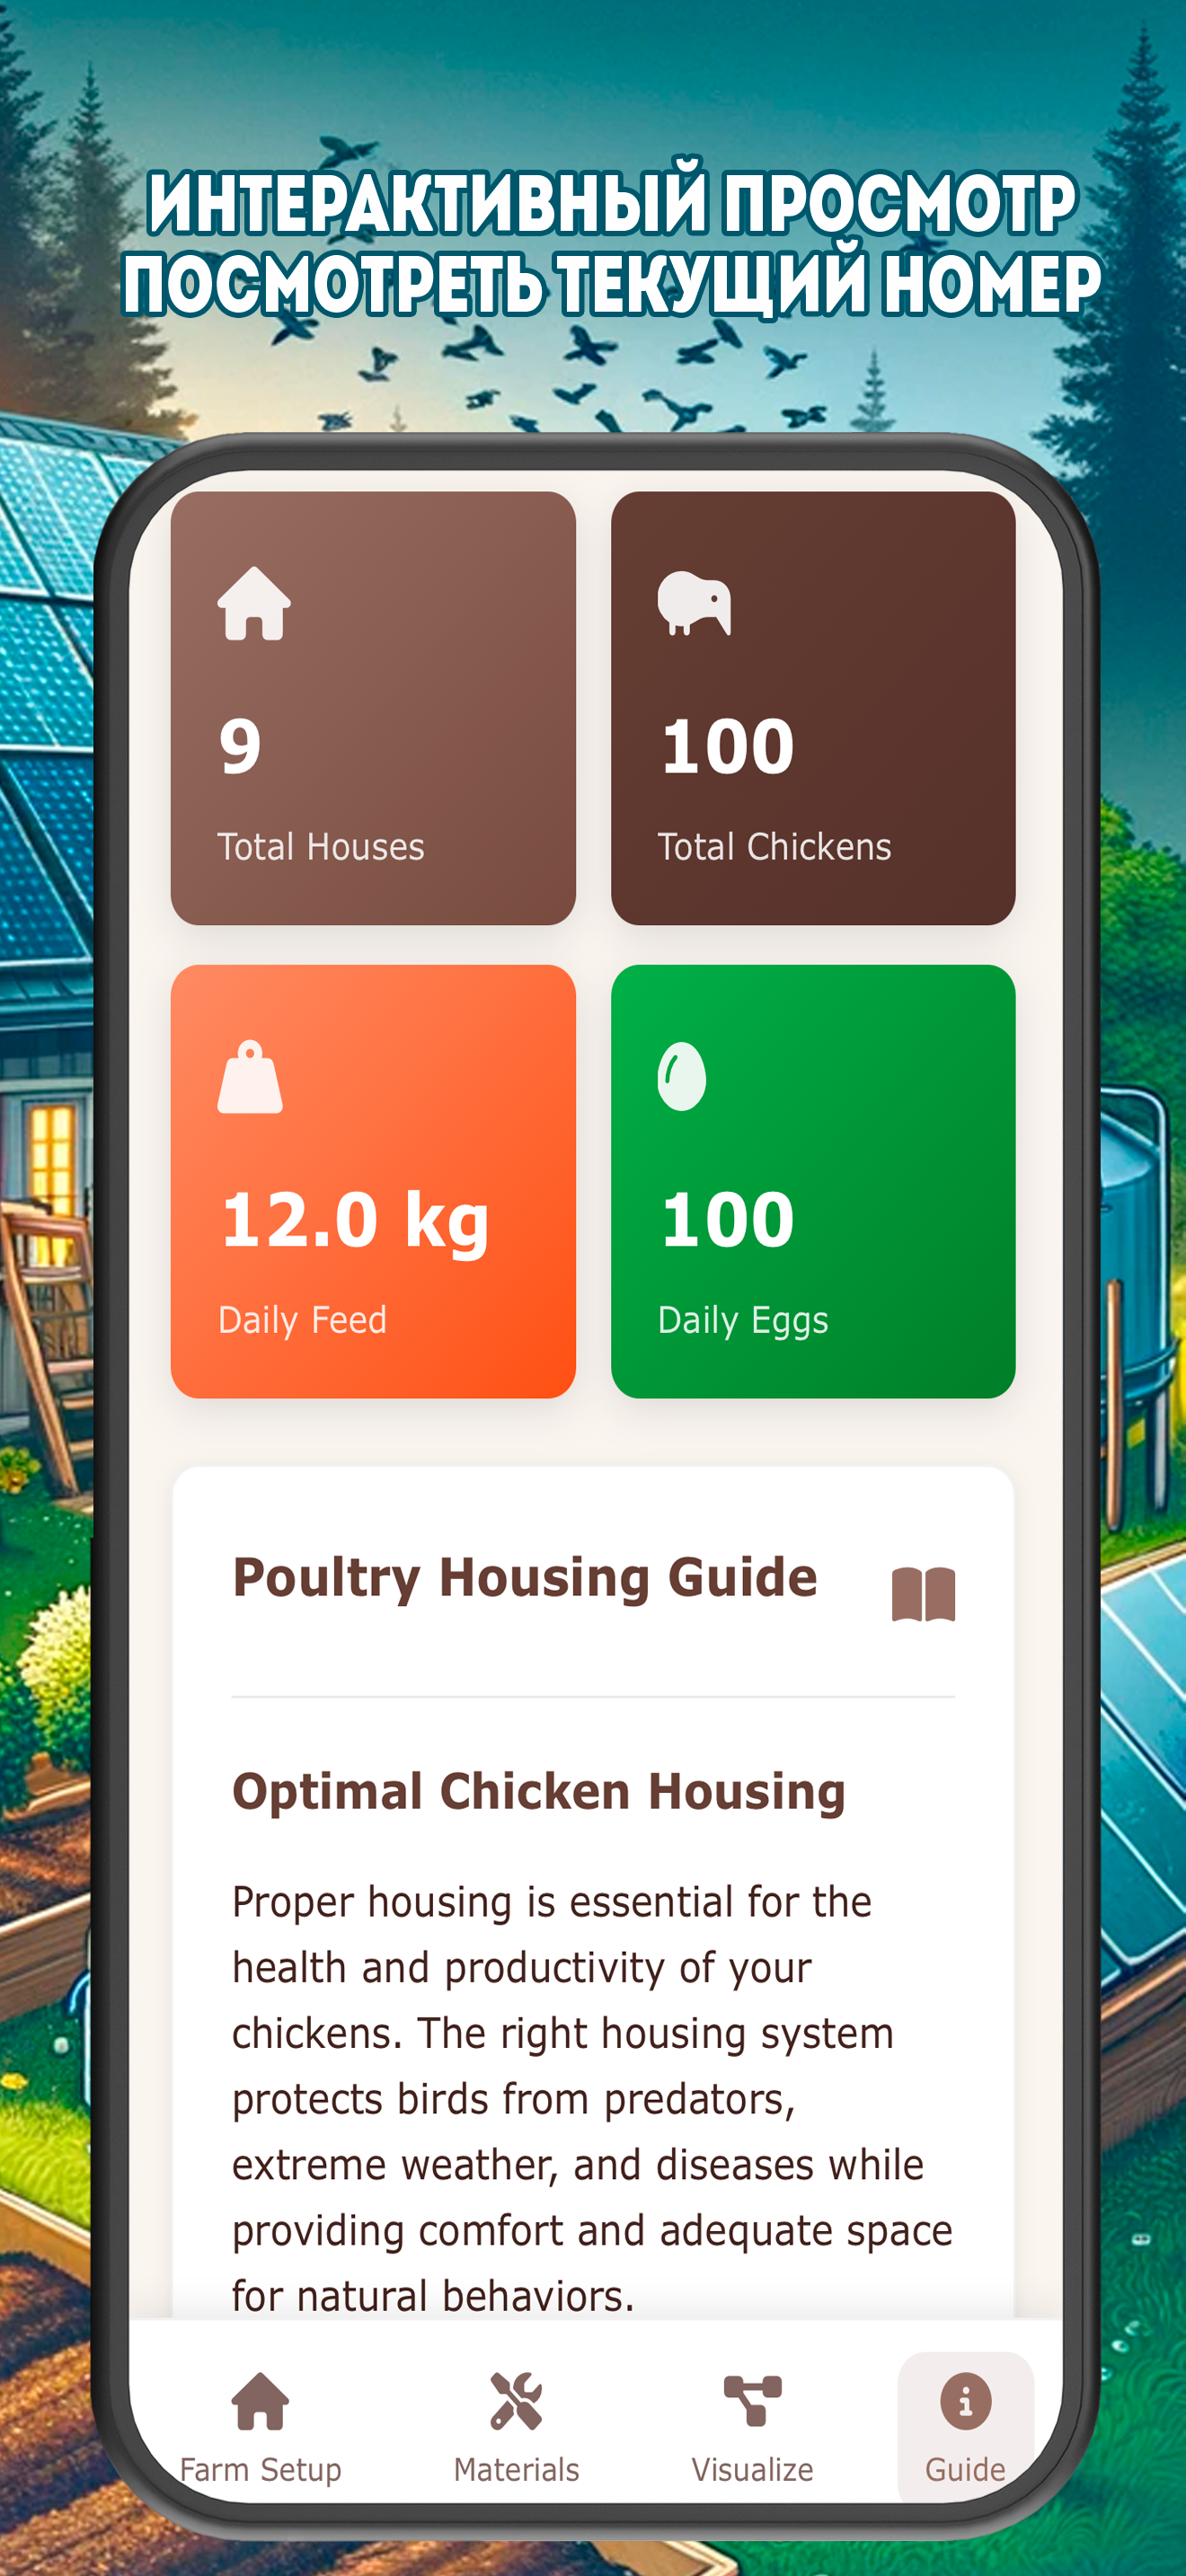 ИНТЕРАКТИВНЫЙ ПРОСМОТР
ПОСМОТРЕТЬ ТЕКУЩИЙ НОМЕР
9
Total Houses
100
Total Chickens
12.0 kg
Daily Feed
100
Daily Eggs
Poultry Housing Guide
Optimal Chicken Housing
Proper housing is essential for the
health and productivity of your
chickens. The right housing system
protects birds from predators,
extreme weather, and diseases while
providing comfort and adequate space
for natural behaviors.
Farm Setup
Materials
Visualize
Guide